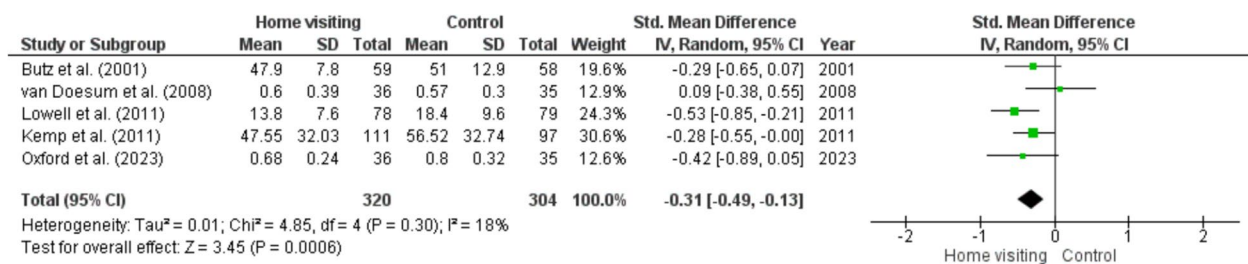 Home visiting Control Std. Mean Difference Std. Mean Difference
Study or Subgroup Mean SD Total Mean SD Total Weight IV, Random, 95% CI Year IV, Random, 95% CI
Butz et al. (2001) 47.9 7.8 59 51 12.9 58 19.6% -0.29 [-0.65, 0.07] 2001
van Doesum et al. (2008) 0.6 0.39 36 0.57 0.3 35 12.9% 0.09 [-0.38, 0.55] 2008
Lowell et al. (2011) 13.8 7.6 78 18.4 9.6 79 24.3% -0.53 [-0.85, -0.21] 2011
Kemp et al. (2011) 47.55 32.03 111 56.52 32.74 97 30.6% -0.28 [-0.55, -0.00] 2011
Oxford et al. (2023) 0.68 0.24 36 0.8 0.32 35 12.6% -0.42 [-0.89, 0.05] 2023
Total (95% CI) 320 304 100.0% -0.31 [-0.49, -0.13]
Heterogeneity: Tau² = 0.01; Chi² = 4.85, df = 4 (P = 0.30); I² = 18%
Test for overall effect: Z = 3.45 (P = 0.0006)
-2 -1 0 1 2
Home visiting Control